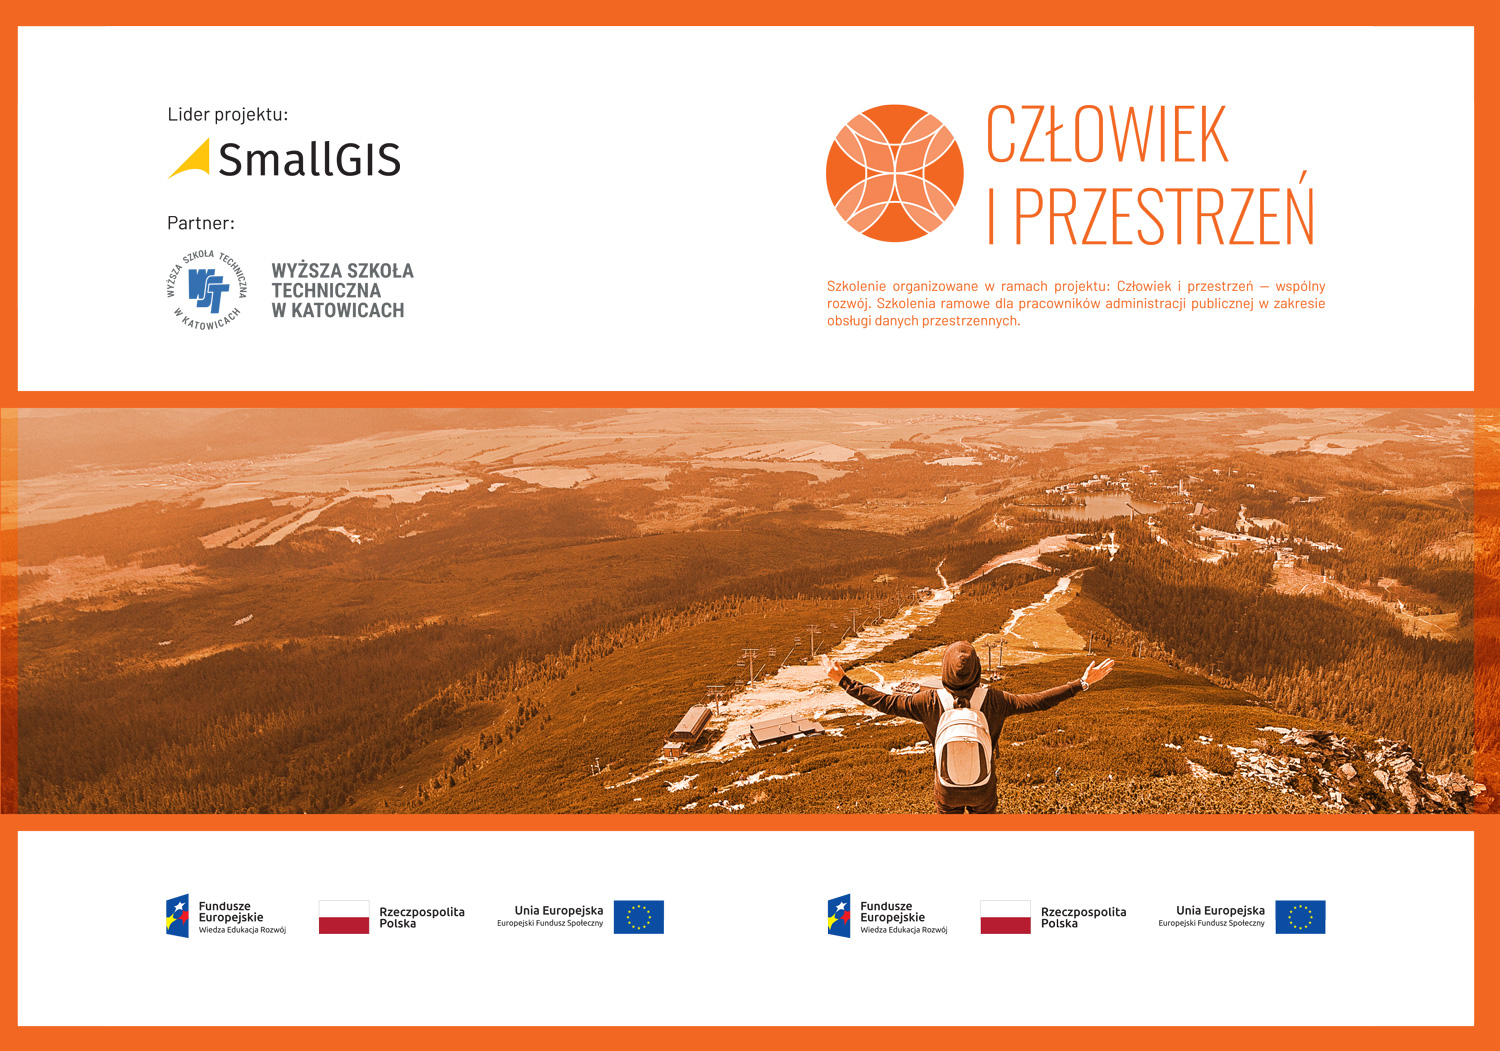 Lider projektu:
SmallGIS
Partner:
WYŻSZA SZKOŁA TECHNICZNA
W KATOWICACH
WST
WYŻSZA SZKOŁA
TECHNICZNA
W KATOWICACH
CZŁOWIEK
I PRZESTRZEŃ
Szkolenie organizowane w ramach projektu: Człowiek i przestrzeń — wspólny
rozwój. Szkolenia ramowe dla pracowników administracji publicznej w zakresie
obsługi danych przestrzennych.
Fundusze
Europejskie
Wiedza Edukacja Rozwój
Rzeczpospolita
Polska
Unia Europejska
Europejski Fundusz Społeczny
Fundusze
Europejskie
Wiedza Edukacja Rozwój
Rzeczpospolita
Polska
Unia Europejska
Europejski Fundusz Społeczny